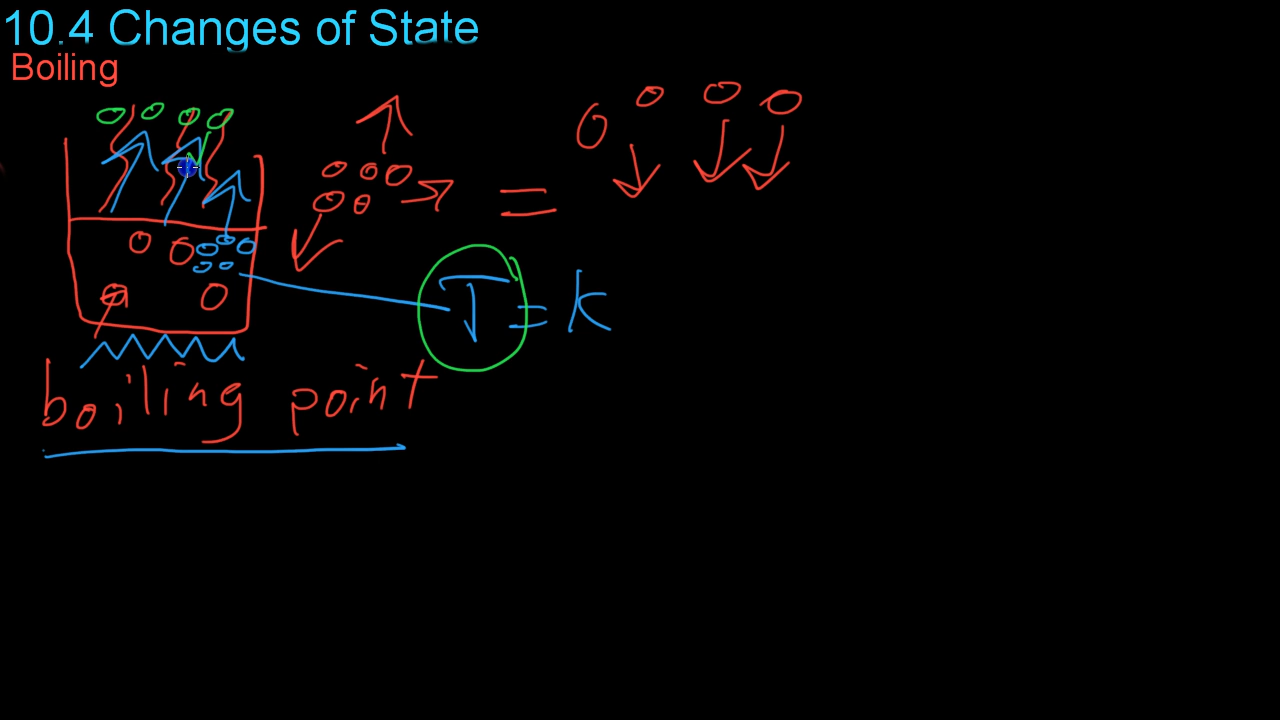 10.4 Changes of State
Boiling
=
T = K
boiling point